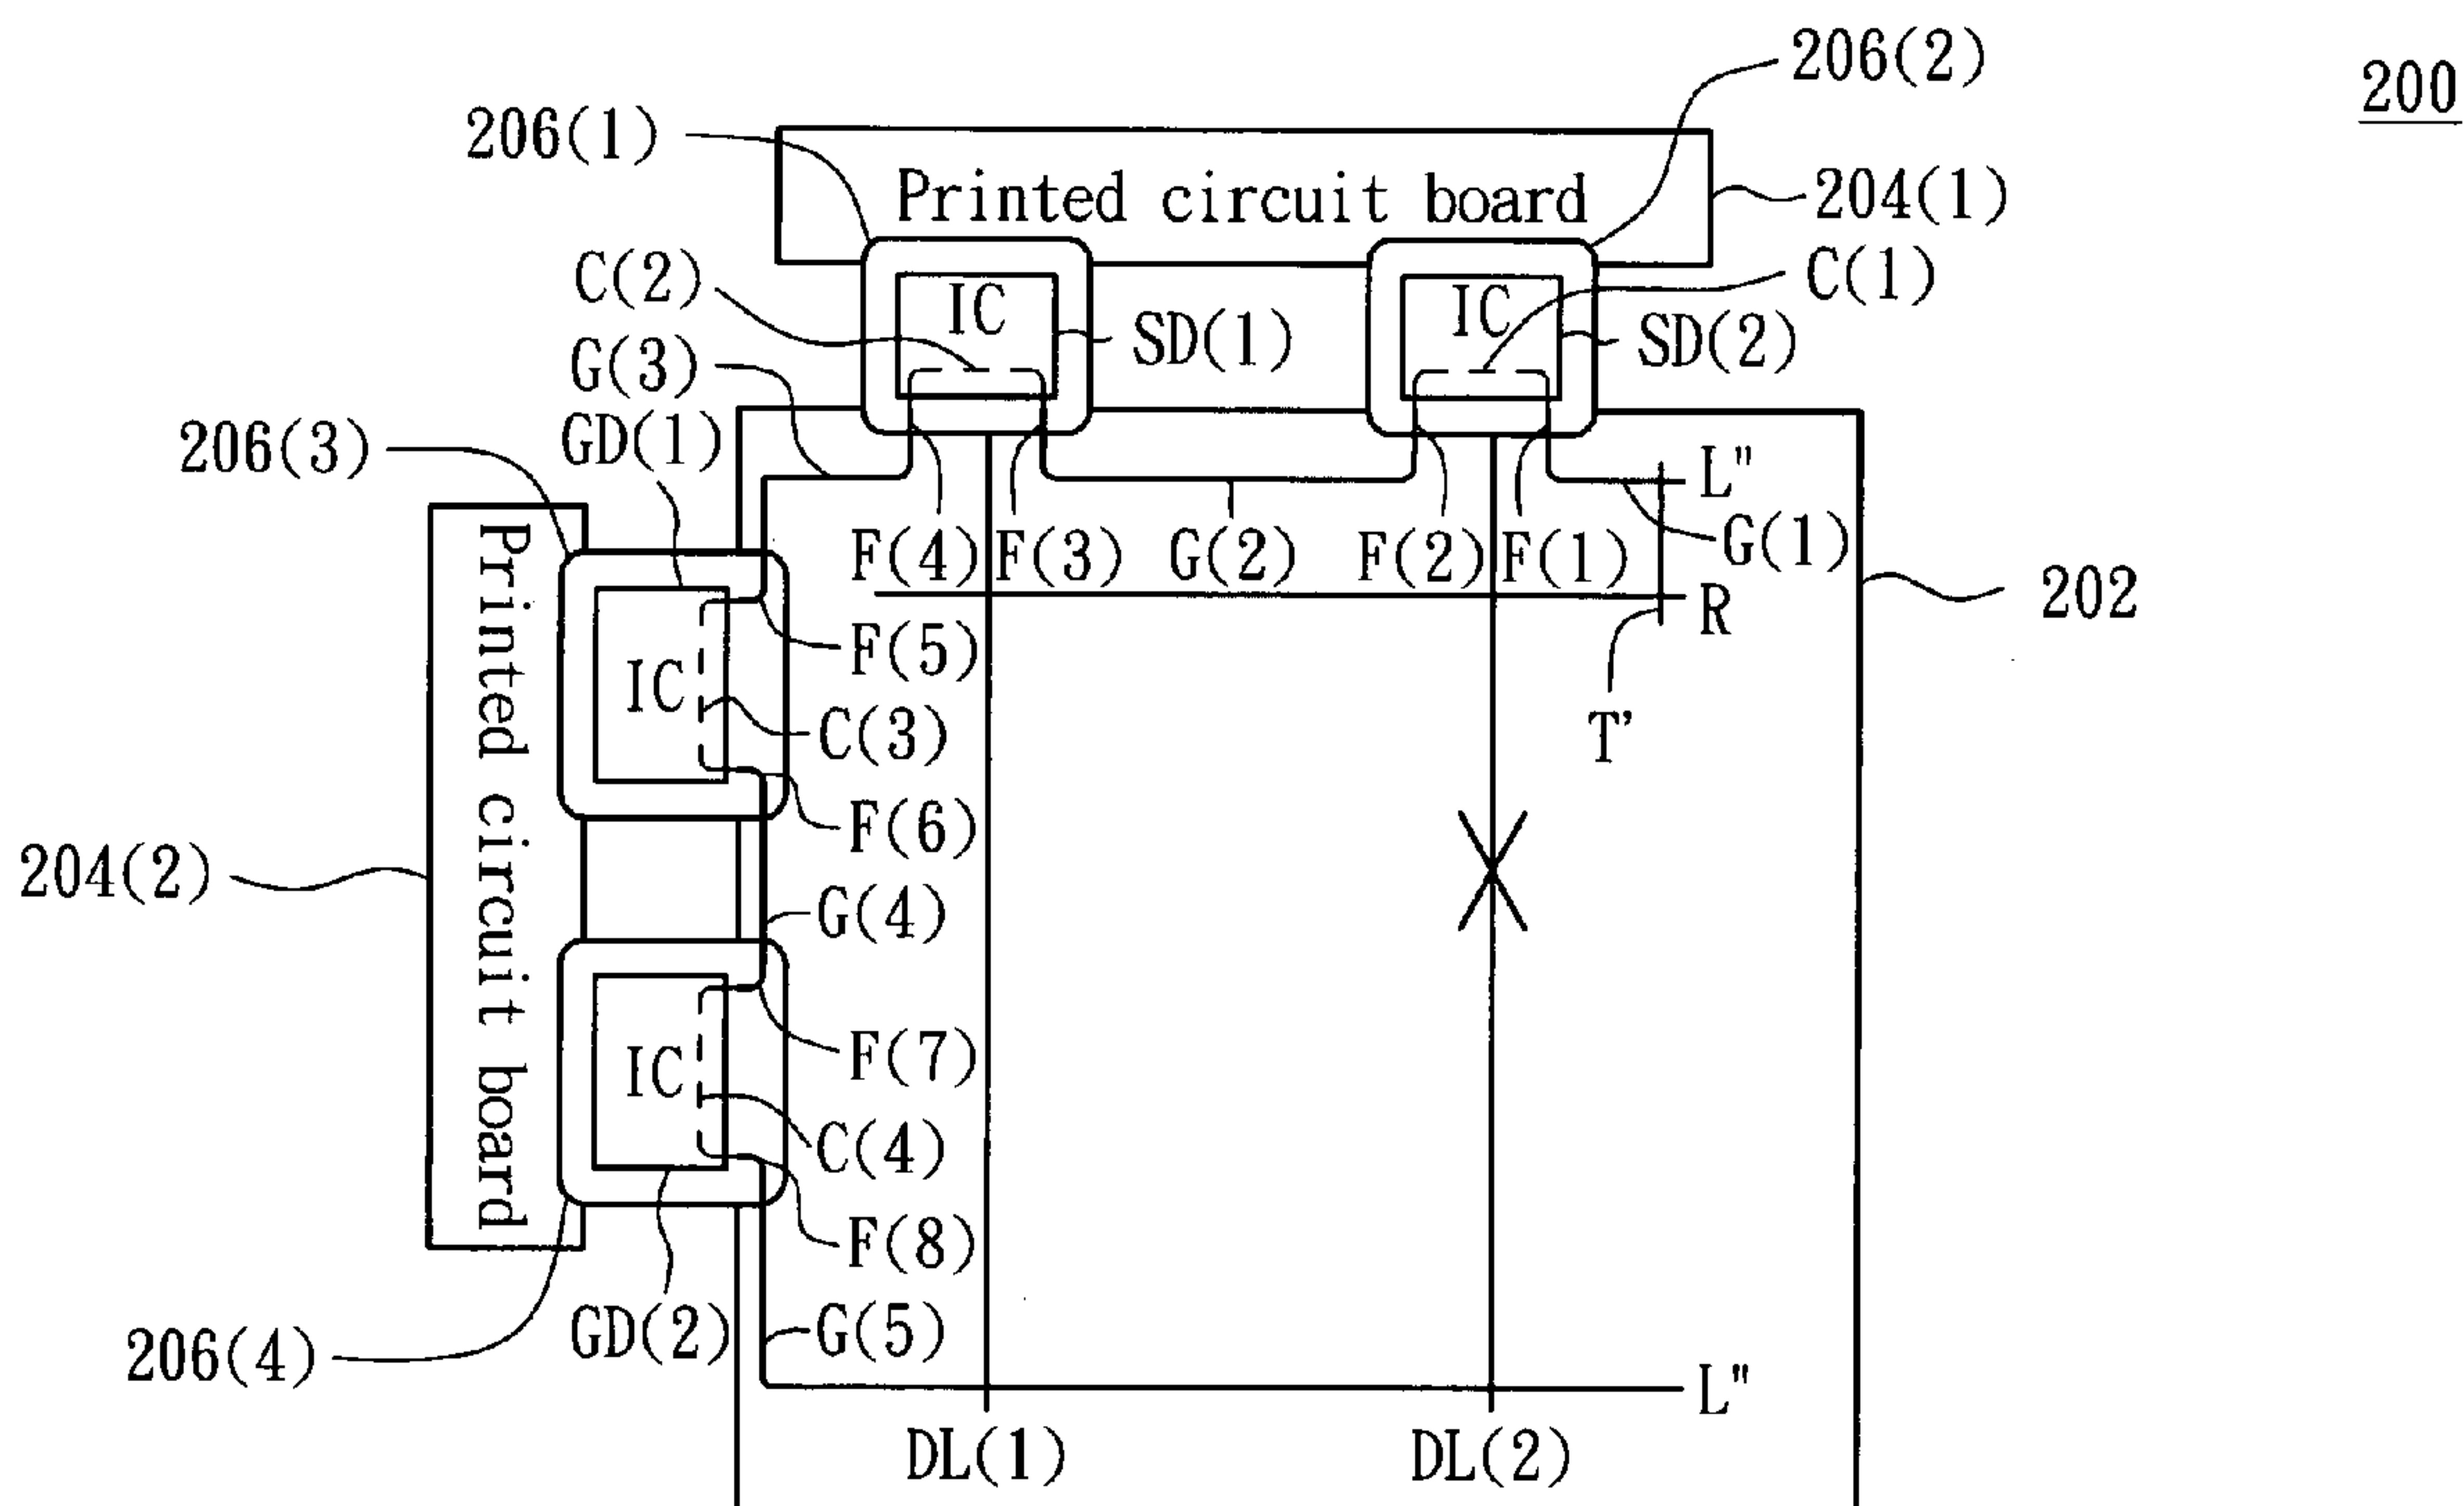 206(2)
200
206(1)
Printed circuit board
204(1)
C(2)
IC
IC
C(1)
SD(1)
SD(2)
G(3)
GD(1)
206(3)
L"
F(4)
F(3)
G(2)
F(2)
F(1)
G(1)
R
202
F(5)
IC
C(3)
T'
Printed circuit board
F(6)
204(2)
G(4)
F(7)
IC
C(4)
F(8)
GD(2)
G(5)
206(4)
L"
DL(1)
DL(2)